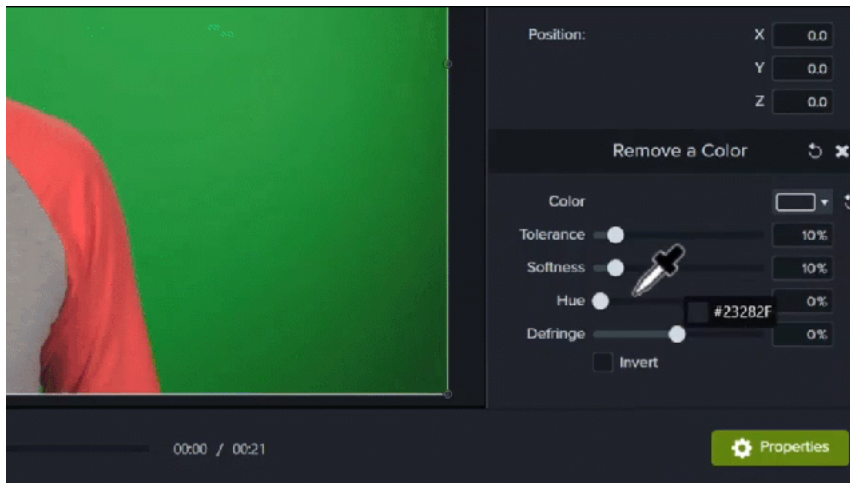 Position: X 0.0
Y 0.0
Z 0.0
Remove a Color
Color
Tolerance 10%
Softness 10%
Hue 0%
#23282F
Defringe 0%
Invert
00:00 / 00:21
Properties